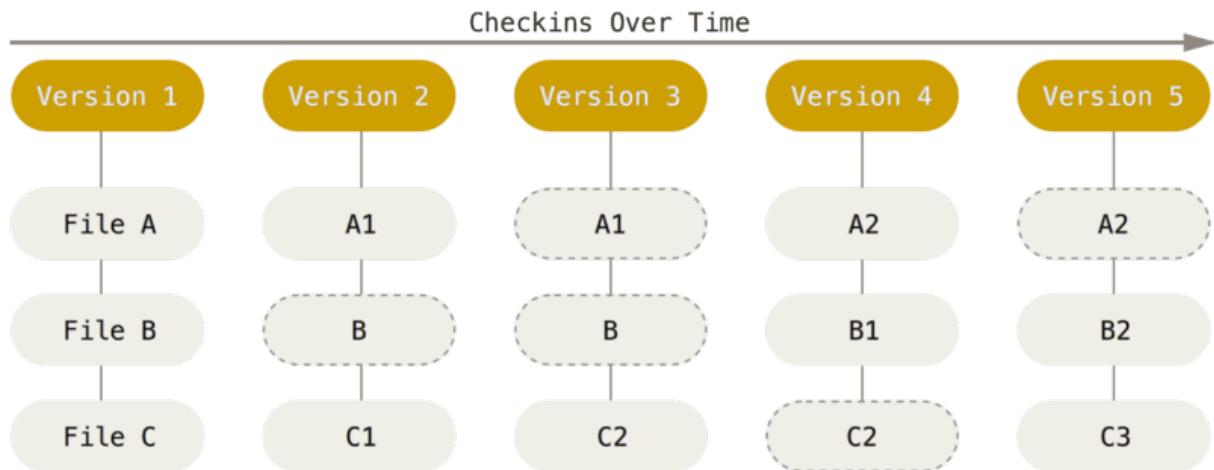 Checkins Over Time
Version 1 Version 2 Version 3 Version 4 Version 5
File A A1 A1 A2 A2
File B B B B1 B2
File C C1 C2 C2 C3